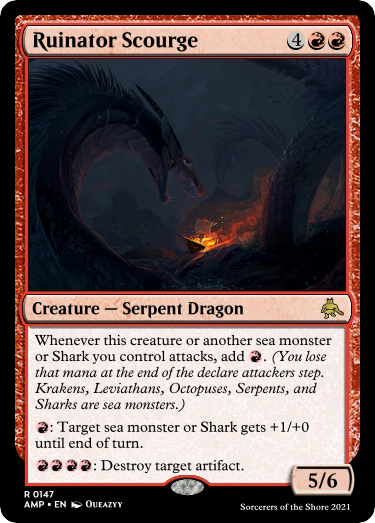 Ruinator Scourge 4
Creature — Serpent Dragon
Whenever this creature or another sea monster
or Shark you control attacks, add . (You lose
that mana at the end of the declare attackers step.
Krakens, Leviathans, Octopuses, Serpents, and
Sharks are sea monsters.)
: Target sea monster or Shark gets +1/+0
until end of turn.
: Destroy target artifact.
5/6
R 0147
AMP • EN Queazyy
Sorcerers of the Shore 2021